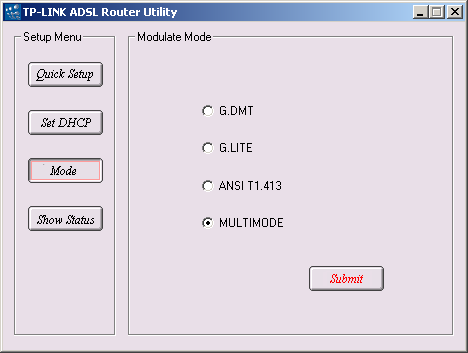 TP-LINK ADSL Router Utility
Setup Menu
Quick Setup
Set DHCP
Mode
Show Status
Modulate Mode
G.DMT
G.LITE
ANSI T1.413
MULTIMODE
Submit